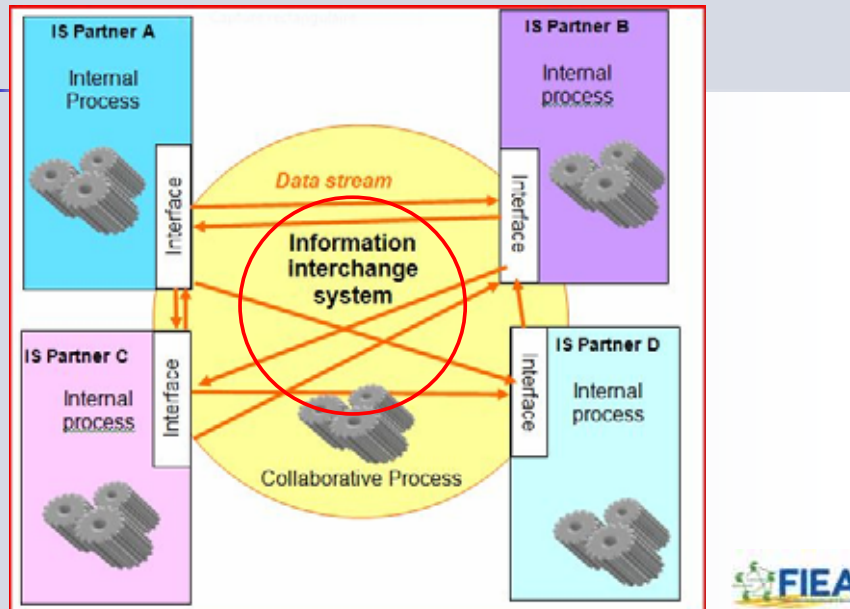 IS Partner A
Internal
Process
Interface
IS Partner B
Internal
process
Interface
Data stream
Information
interchange
system
IS Partner C
Internal
process
Interface
IS Partner D
Internal
process
Interface
Collaborative Process
FIEA